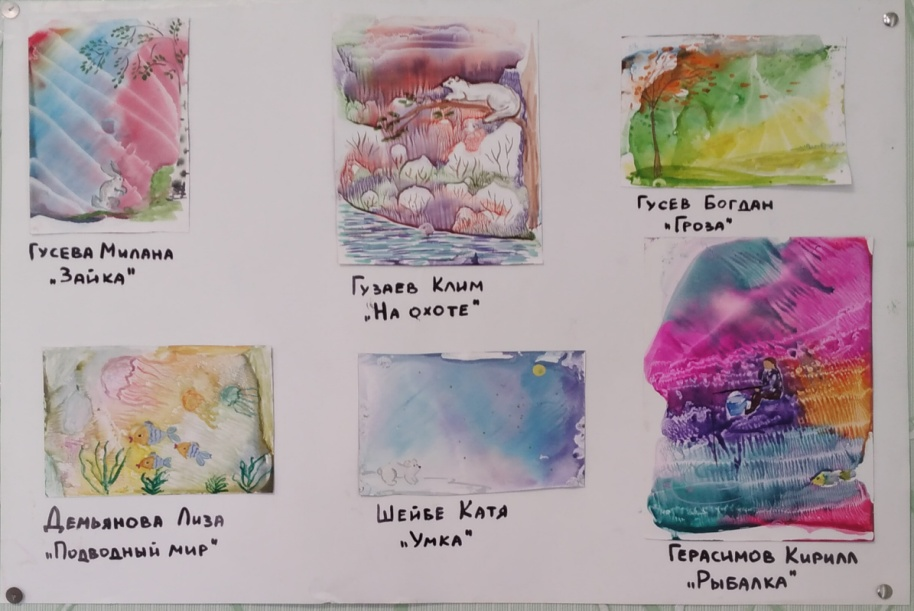 Гусева Милана
„Зайка"
Гузаев Клим
„На охоте"
Гусев Богдан
„Гроза"
Демьянова Лиза
„Подводный мир"
Шейбе Катя
„Умка"
Герасимов Кирилл
„Рыбалка"